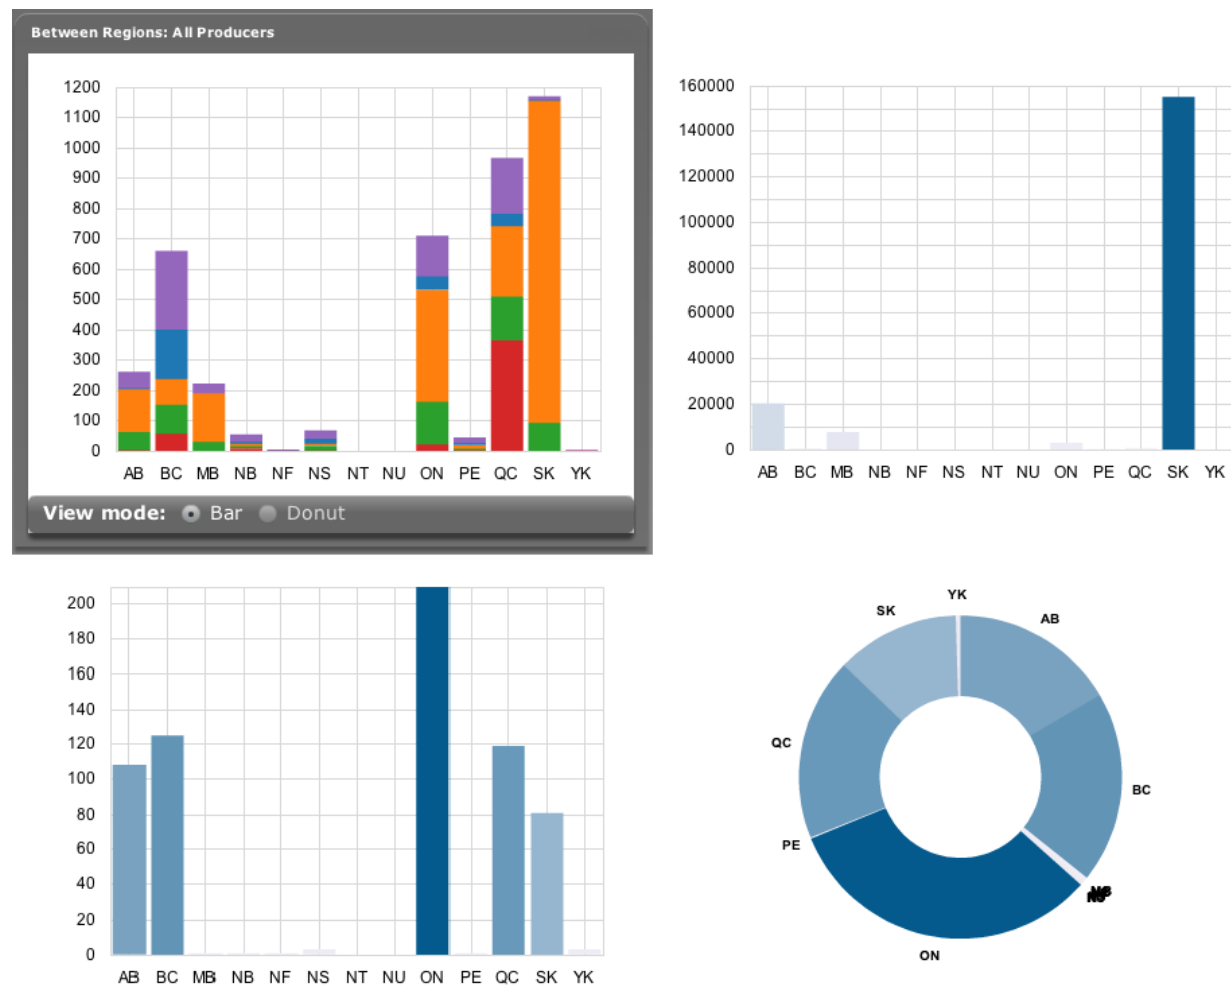 Between Regions: All Producers
1200
1100
1000
900
800
700
600
500
400
300
200
100
0
AB BC MB NB NF NS NT NU ON PE QC SK YK
View mode: Bar Donut
160000
140000
120000
100000
80000
60000
40000
20000
0
AB BC MB NB NF NS NT NU ON PE QC SK YK
200
180
160
140
120
100
80
60
40
20
0
AB BC MB NB NF NS NT NU ON PE QC SK YK
YK
SK
AB
QC
BC
PE
ON